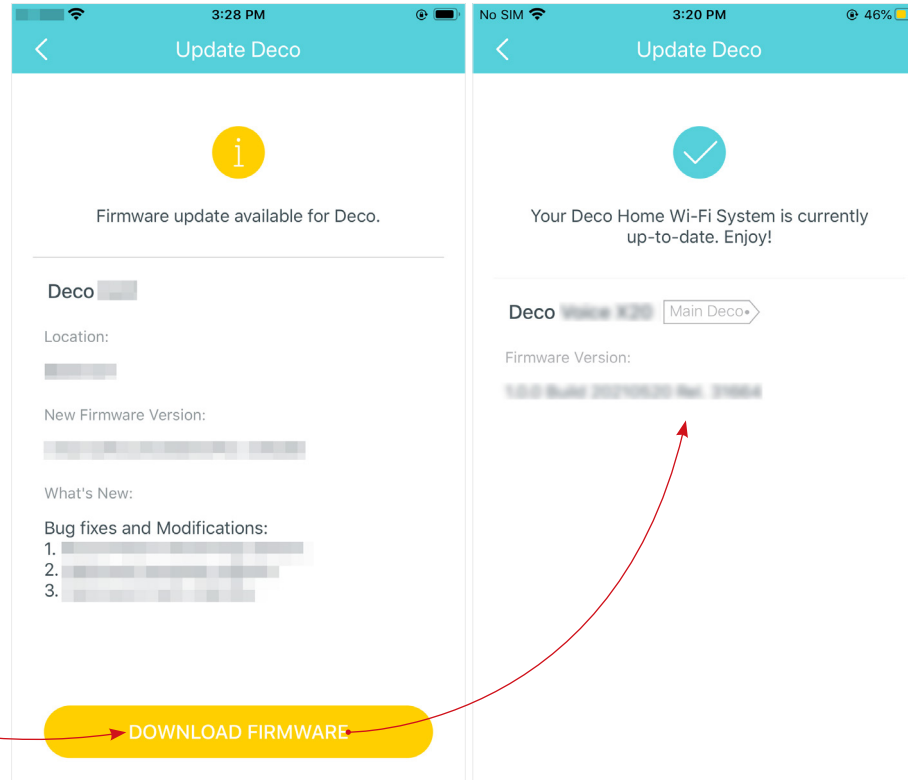 3:28 PM
Update Deco
i
Firmware update available for Deco.
Deco
Location:
New Firmware Version:
What's New:
Bug fixes and Modifications:
1.
2.
3.
DOWNLOAD FIRMWARE
No SIM 3:20 PM 46%
Update Deco
Your Deco Home Wi-Fi System is currently
up-to-date. Enjoy!
Deco Voice X20 Main Deco
Firmware Version: